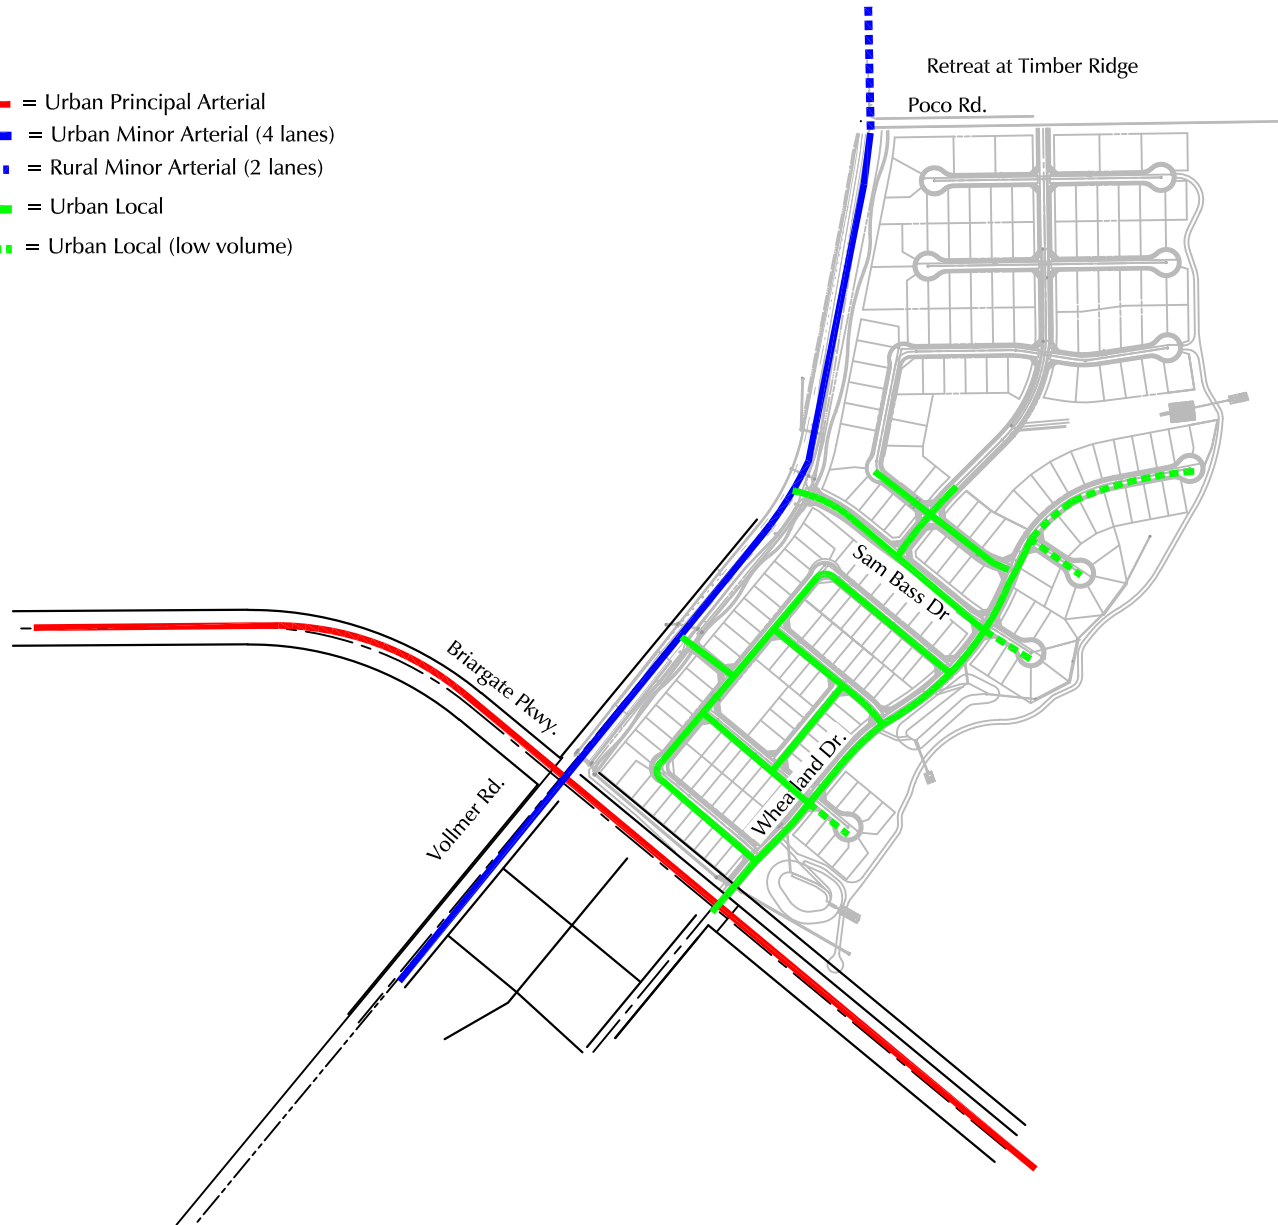 Retreat at Timber Ridge
Poco Rd.
= Urban Principal Arterial
= Urban Minor Arterial (4 lanes)
= Rural Minor Arterial (2 lanes)
= Urban Local
= Urban Local (low volume)
Sam Bass Dr
Briargate Pkwy.
Wheatland Dr.
Vollmer Rd.